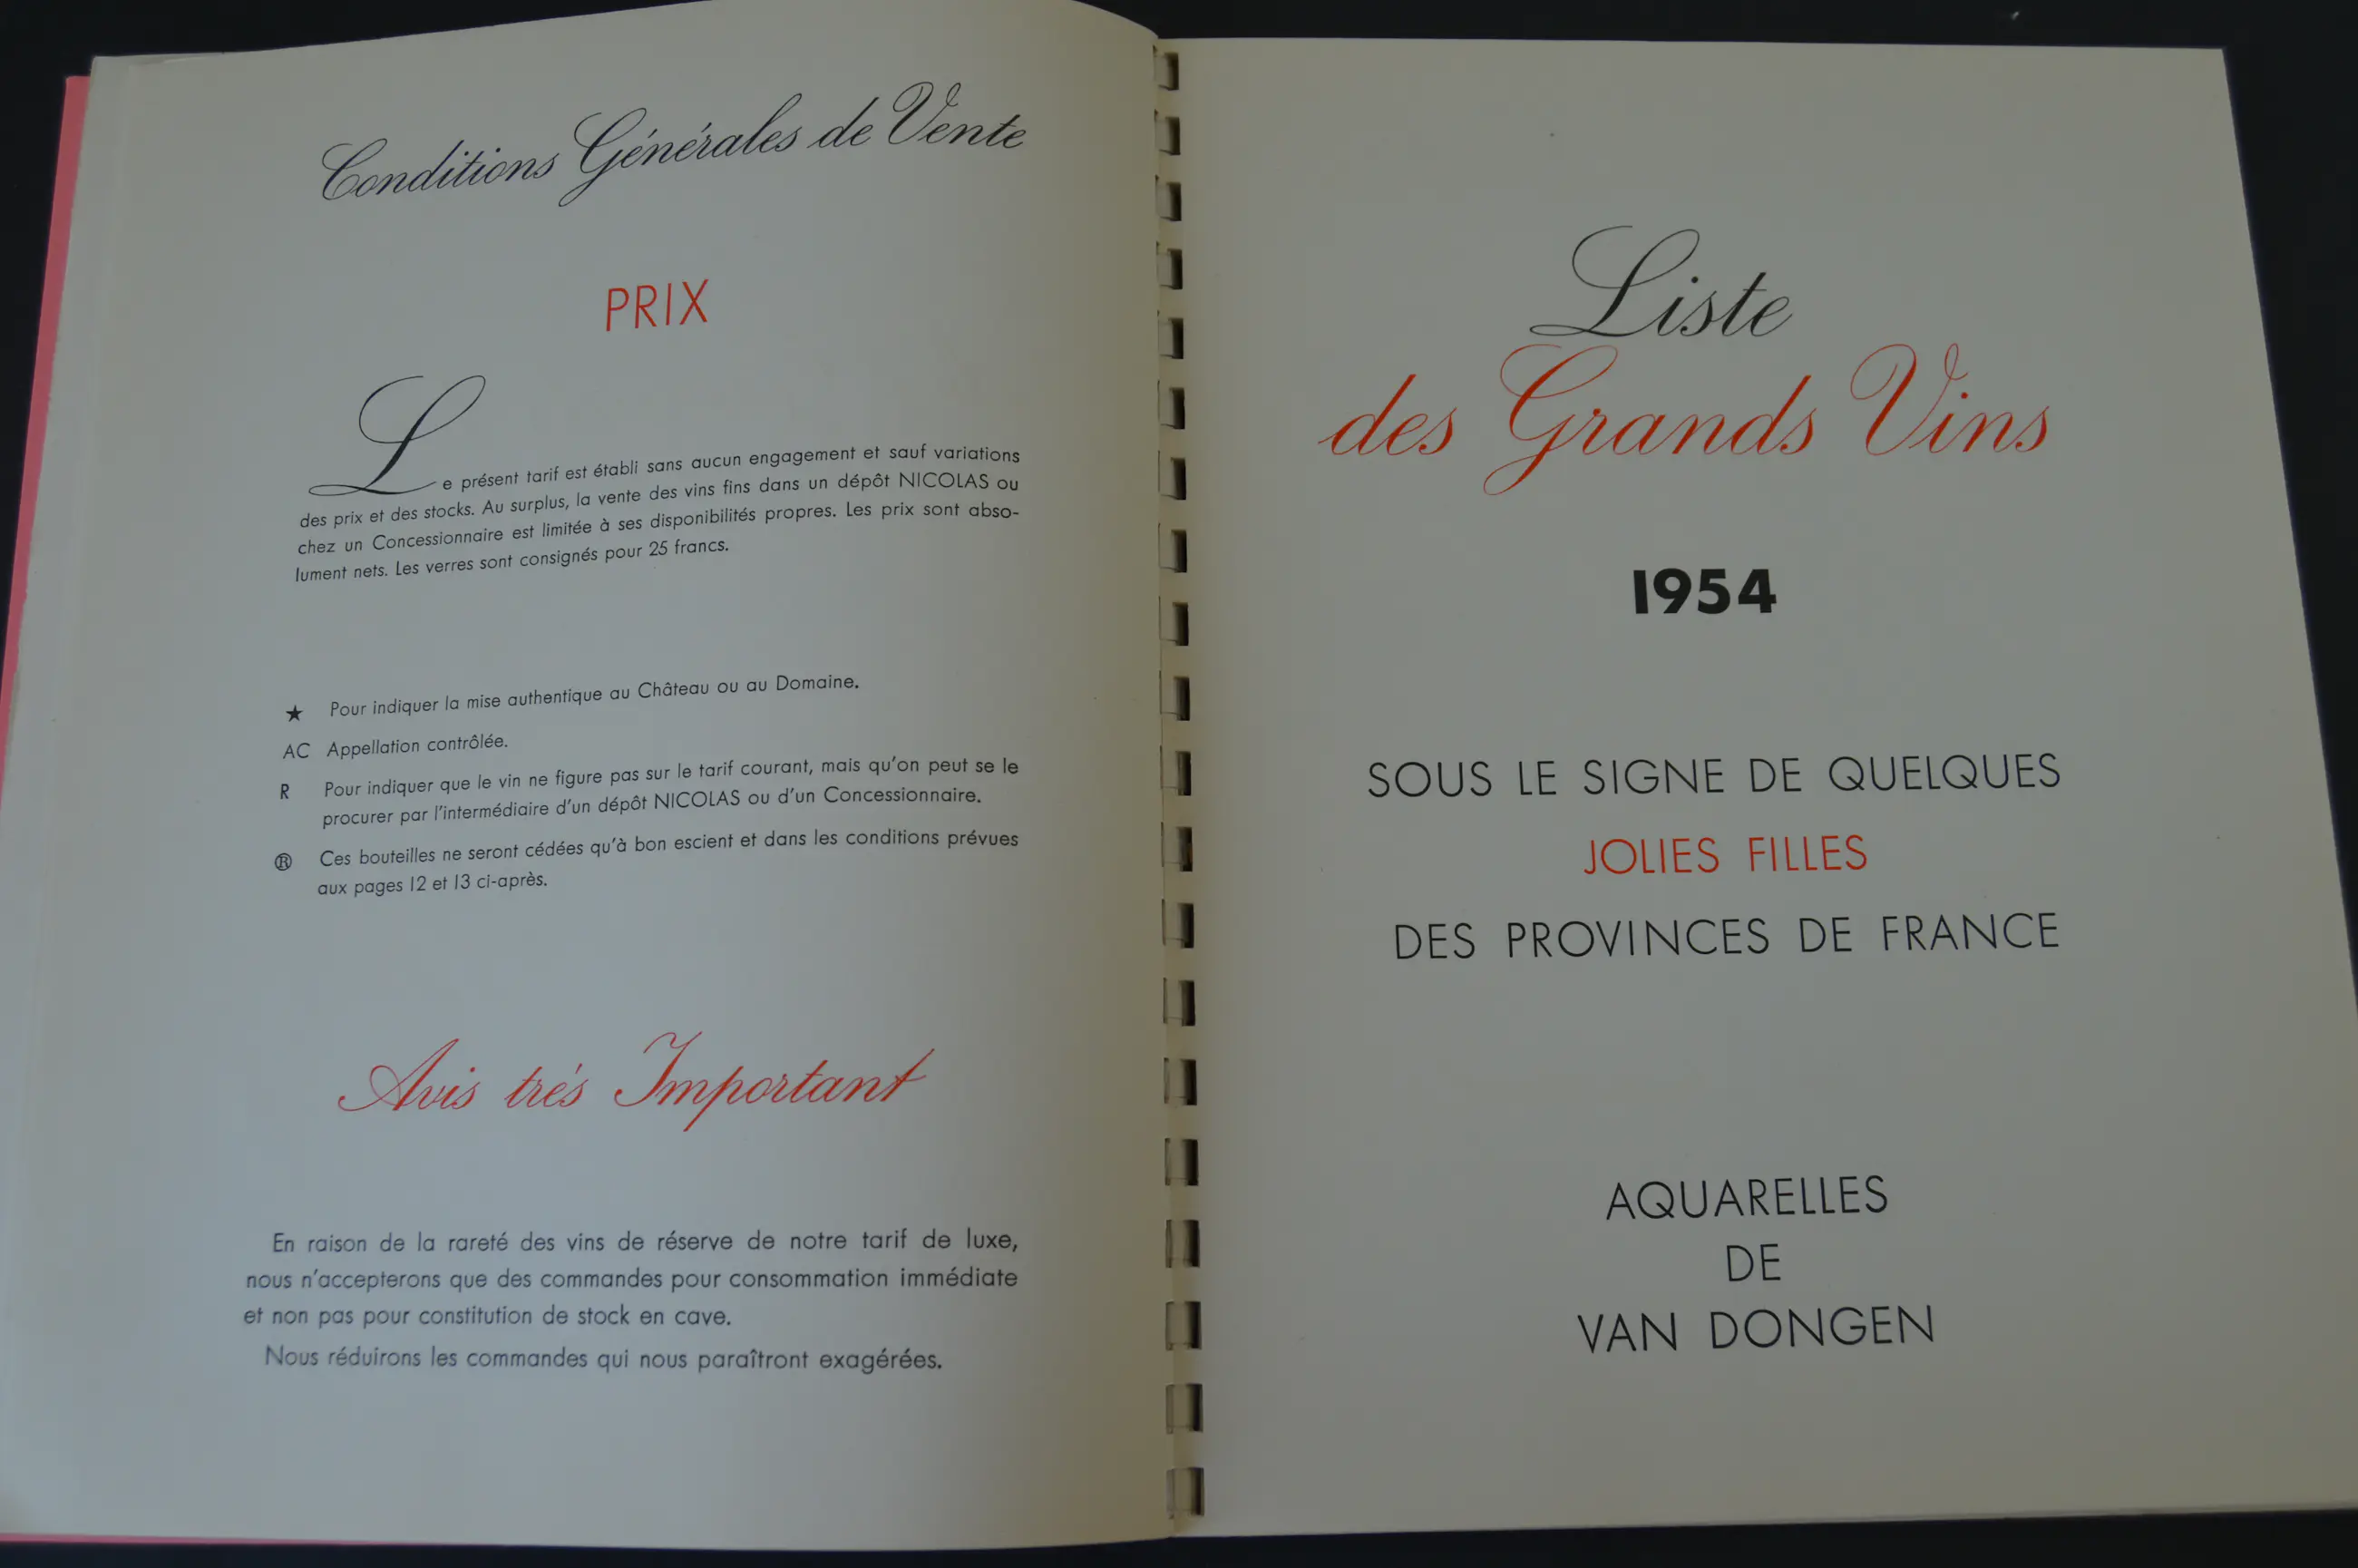 Conditions Générales de Vente
PRIX
Le présent tarif est établi sans aucun engagement et sauf variations
des prix et des stocks. Au surplus, la vente des vins fins dans un dépôt NICOLAS ou
chez un Concessionnaire est limitée à ses disponibilités propres. Les prix sont abso-
lument nets. Les verres sont consignés pour 25 francs.
★ Pour indiquer la mise authentique au Château ou au Domaine.
AC Appellation contrôlée.
R Pour indiquer que le vin ne figure pas sur le tarif courant, mais qu'on peut se le
procurer par l'intermédiaire d'un dépôt NICOLAS ou d'un Concessionnaire.
® Ces bouteilles ne seront cédées qu'à bon escient et dans les conditions prévues
aux pages 12 et 13 ci-après.
Avis très Important
En raison de la rareté des vins de réserve de notre tarif de luxe,
nous n'accepterons que des commandes pour consommation immédiate
et non pas pour constitution de stock en cave.
Nous réduirons les commandes qui nous paraîtront exagérées.
Liste
des Grands Vins
1954
SOUS LE SIGNE DE QUELQUES
JOLIES FILLES
DES PROVINCES DE FRANCE
AQUARELLES
DE
VAN DONGEN